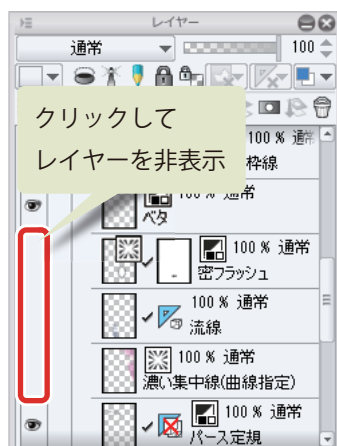 レイヤー
通常
100
クリックして
レイヤーを非表示
100 % 通常
枠線
100 % 通常
ベタ
100 % 通常
密フラッシュ
100 % 通常
流線
100 % 通常
濃い集中線(曲線指定)
100 % 通常
パース定規